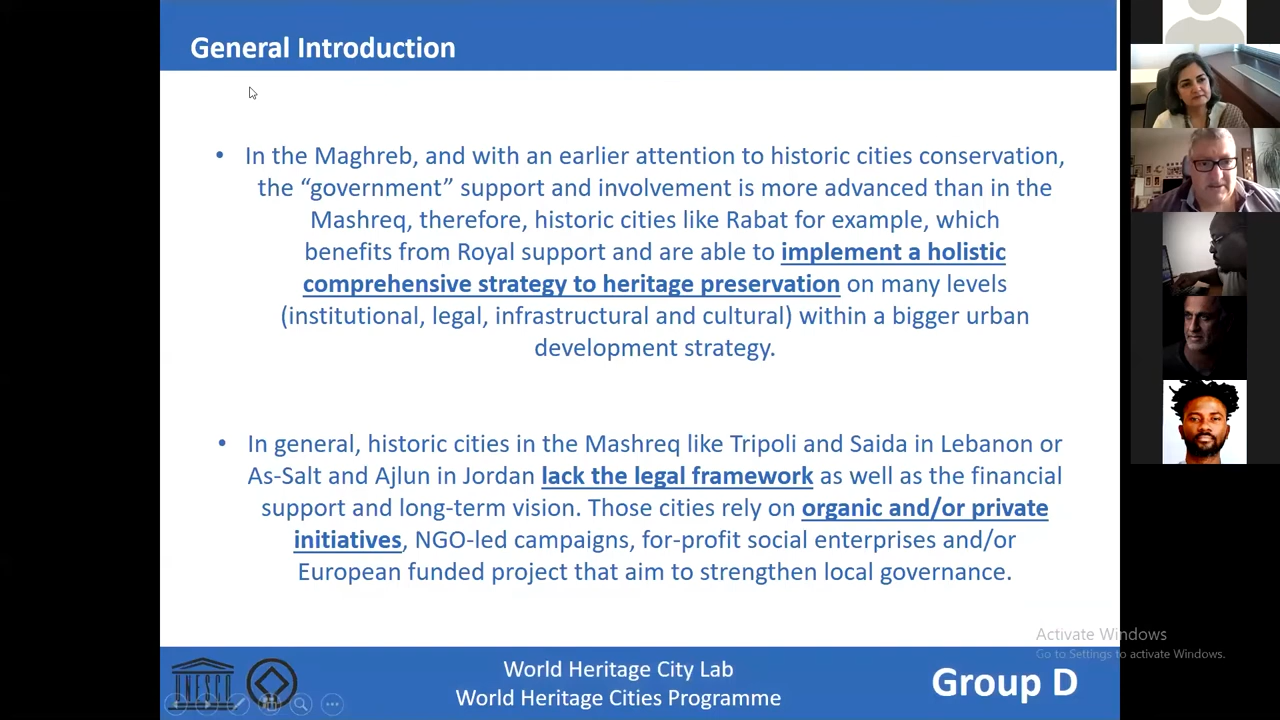 General Introduction
• In the Maghreb, and with an earlier attention to historic cities conservation,
the “government” support and involvement is more advanced than in the
Mashreq, therefore, historic cities like Rabat for example, which
benefits from Royal support and are able to implement a holistic
comprehensive strategy to heritage preservation on many levels
(institutional, legal, infrastructural and cultural) within a bigger urban
development strategy.
• In general, historic cities in the Mashreq like Tripoli and Saida in Lebanon or
As-Salt and Ajlun in Jordan lack the legal framework as well as the financial
support and long-term vision. Those cities rely on organic and/or private
initiatives, NGO-led campaigns, for-profit social enterprises and/or
European funded project that aim to strengthen local governance.
Activate Windows
Go to Settings to activate Windows.
UNESCO
World Heritage City Lab
World Heritage Cities Programme
Group D